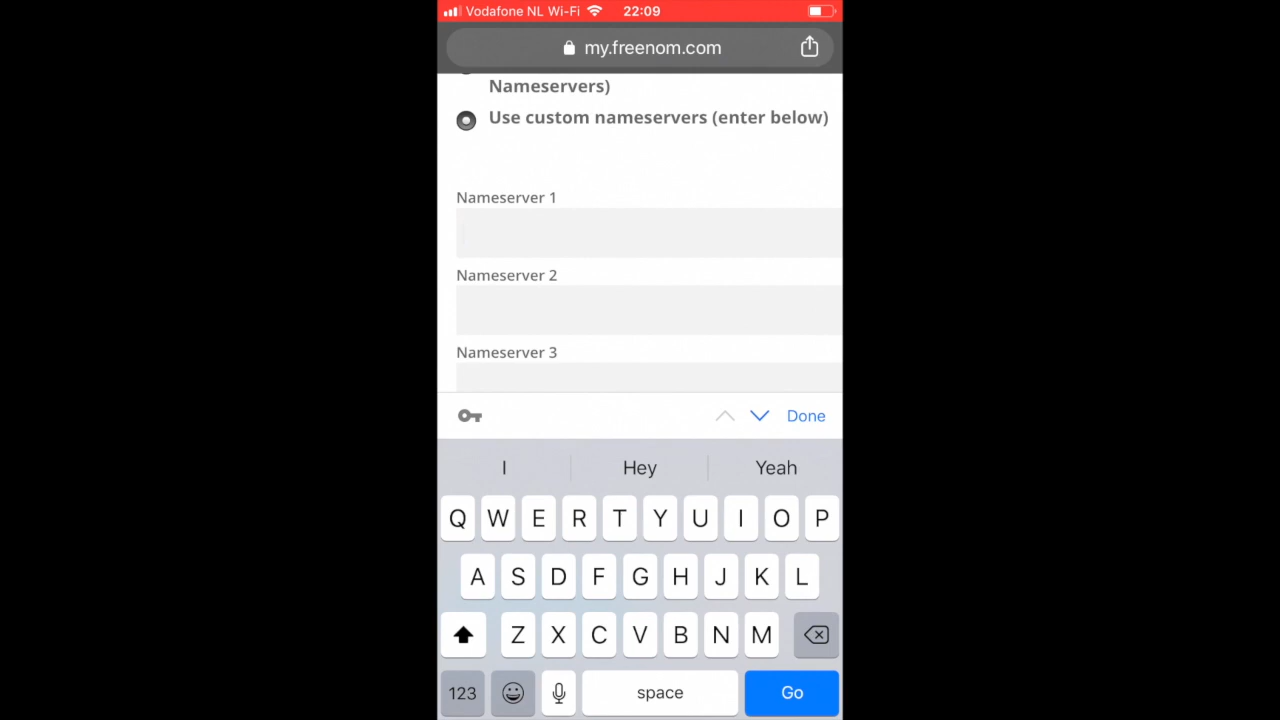 Vodafone NL Wi-Fi 22:09
my.freenom.com
Nameservers)
Use custom nameservers (enter below)
Nameserver 1
Nameserver 2
Nameserver 3
Done
I Hey Yeah
Q W E R T Y U I O P
A S D F G H J K L
Z X C V B N M
123 space Go